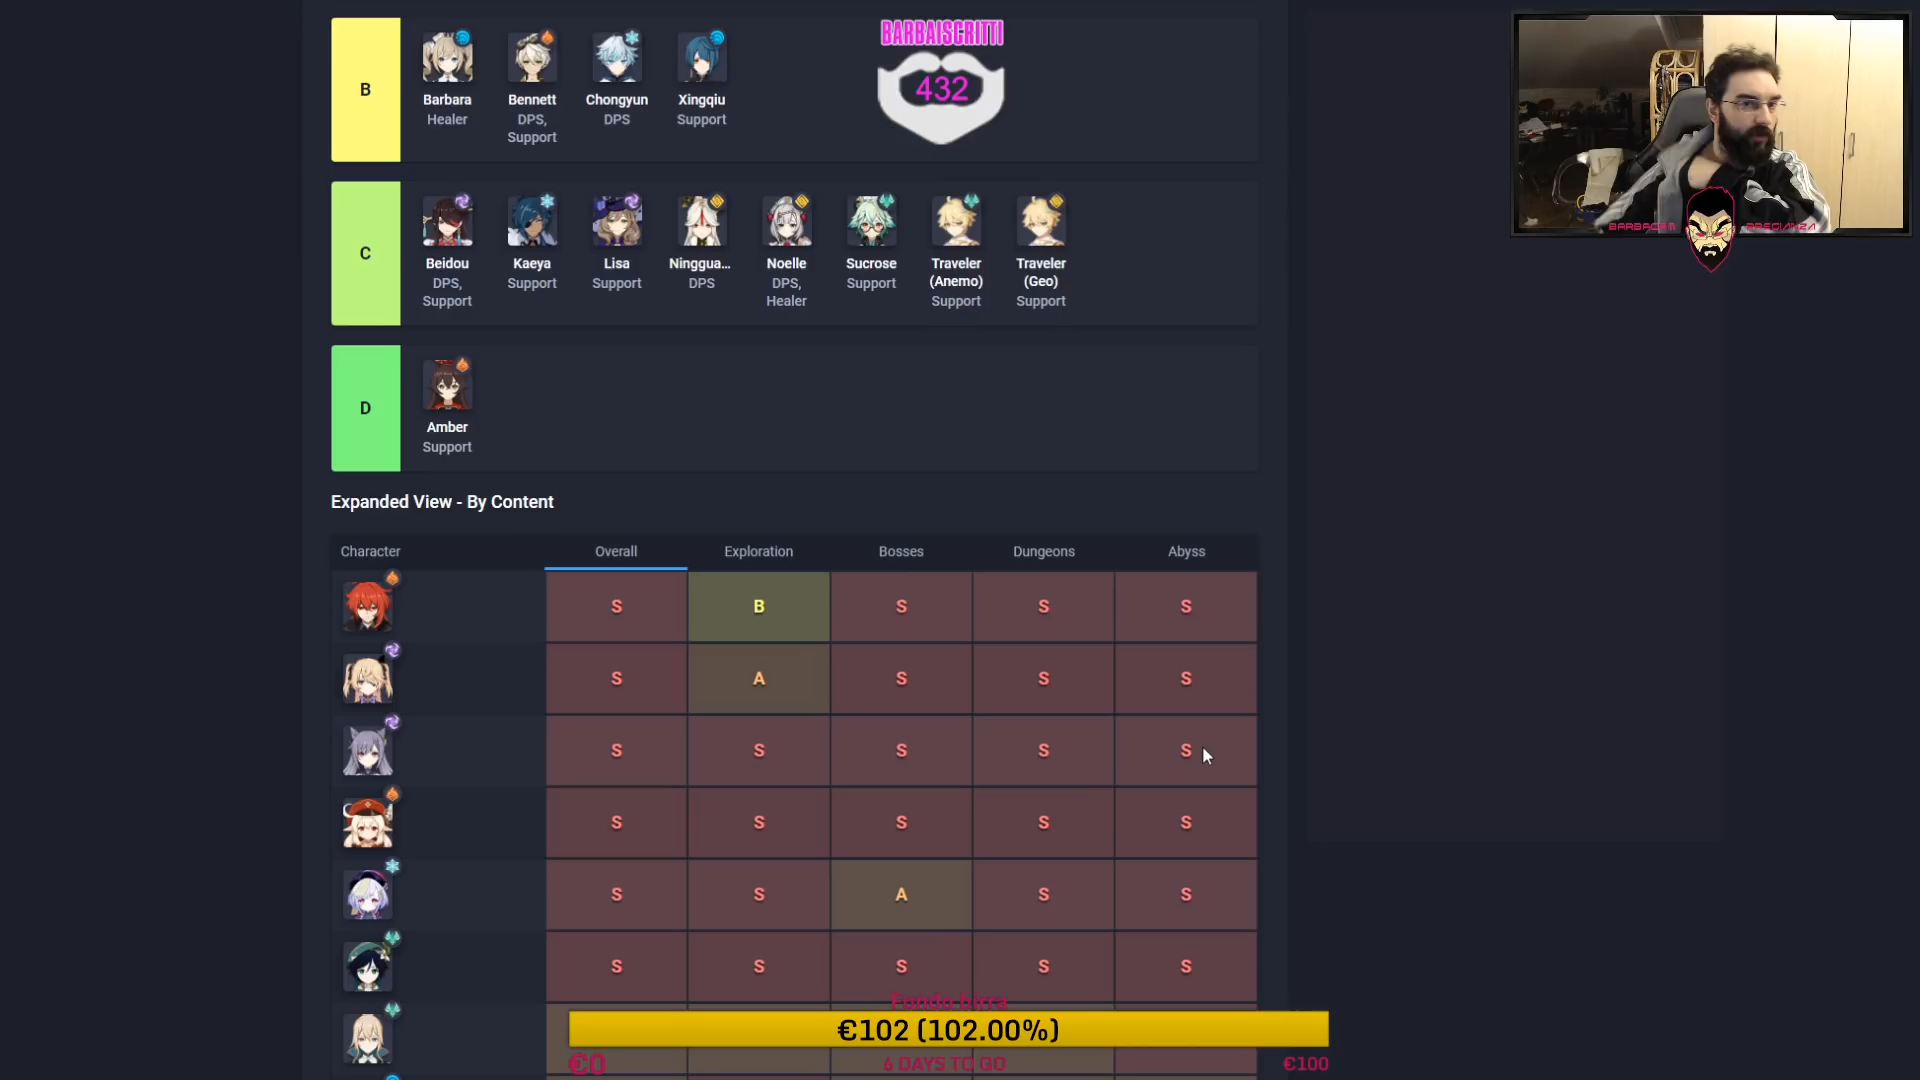 BARBAISCRITTI
432
B
Barbara
Healer
Bennett
DPS,
Support
Chongyun
DPS
Xingqiu
Support
C
Beidou
DPS,
Support
Kaeya
Support
Lisa
Support
Ninggua...
DPS
Noelle
DPS,
Healer
Sucrose
Support
Traveler
(Anemo)
Support
Traveler
(Geo)
Support
D
Amber
Support
Expanded View - By Content
Character Overall Exploration Bosses Dungeons Abyss
S B S S S
S A S S S
S S S S S
S S S S S
S S A S S
S S S S S
Fondo birra
€102 (102.00%)
€0 6 DAYS TO GO €100